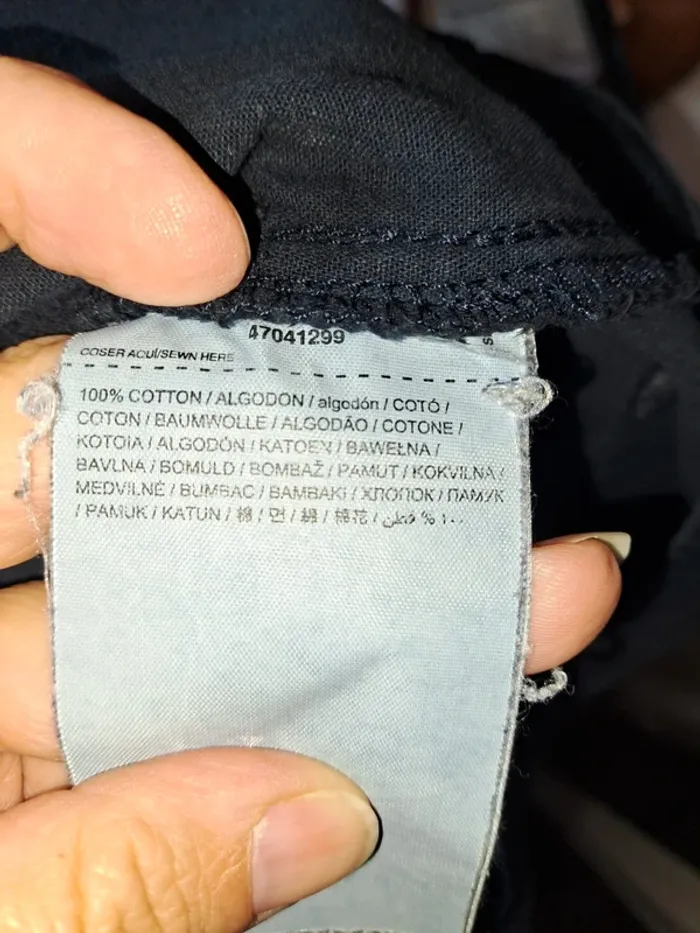 47041299
S
COSER AQUÍ/SEWN HERE
100% COTTON / ALGODON / algodón / COTÓ /
COTON / BAUMWOLLE / ALGODÃO / COTONE /
KOTOIA / ALGODÓN / KATOEN / BAWEŁNA /
BAVLNA / BOMULD / BOMBAŽ / PAMUT / KOKVILNA /
MEDVILNĖ / BUMBAC / BAMBAKI / ХЛОПОК / ПАМУК
/ PAMUK / KATUN / 綿 / 면 / 綿 / 棉花 / قطن % ١٠٠